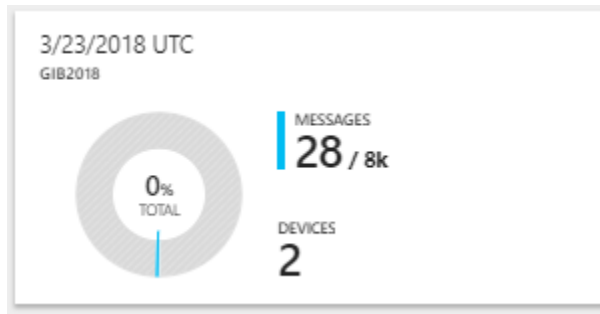 3/23/2018 UTC
GIB2018
0%
TOTAL
MESSAGES
28 / 8k
DEVICES
2